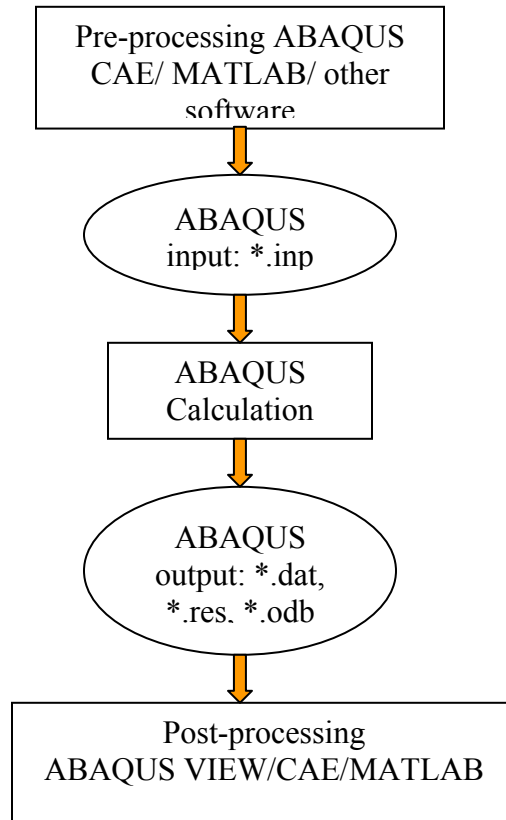 Pre-processing ABAQUS
CAE/ MATLAB/ other
software
ABAQUS
input: *.inp
ABAQUS
Calculation
ABAQUS
output: *.dat,
*.res, *.odb
Post-processing
ABAQUS VIEW/CAE/MATLAB